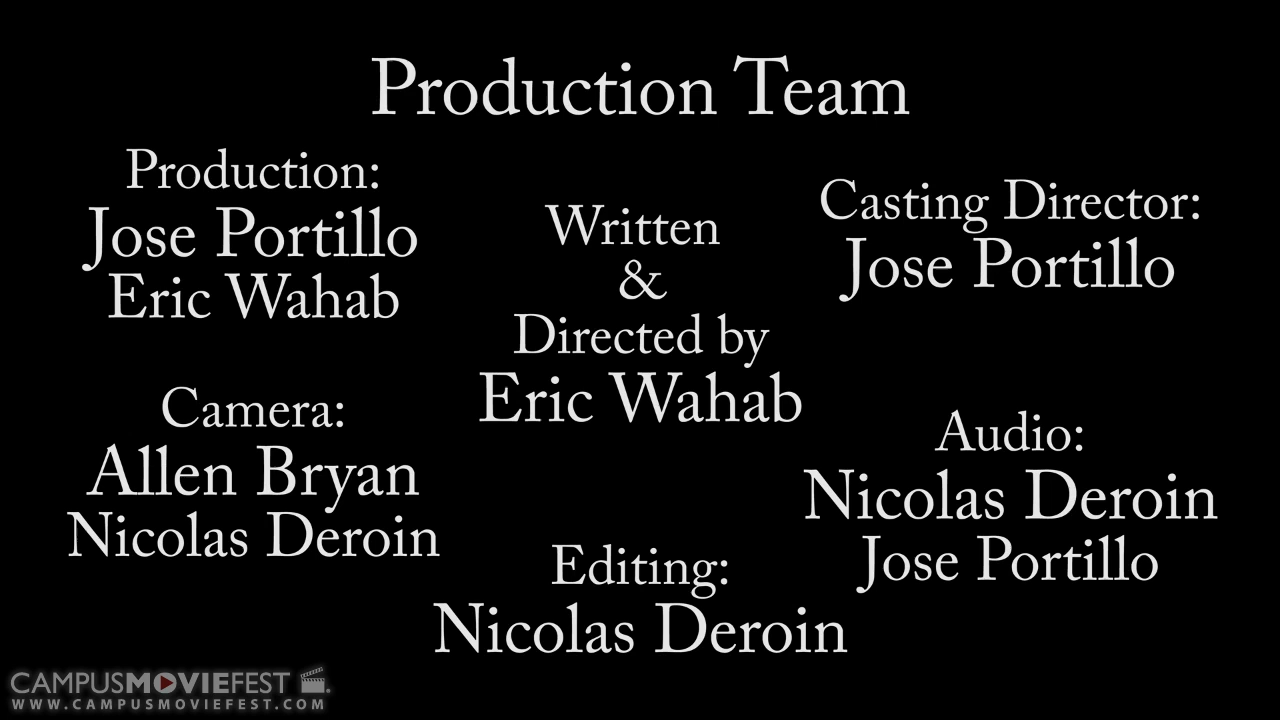 Production Team
Production:
Jose Portillo
Eric Wahab
Written
&
Directed by
Eric Wahab
Casting Director:
Jose Portillo
Camera:
Allen Bryan
Nicolas Deroin
Editing:
Nicolas Deroin
Audio:
Nicolas Deroin
Jose Portillo
CAMPUSMOVIEFEST
WWW.CAMPUSMOVIEFEST.COM